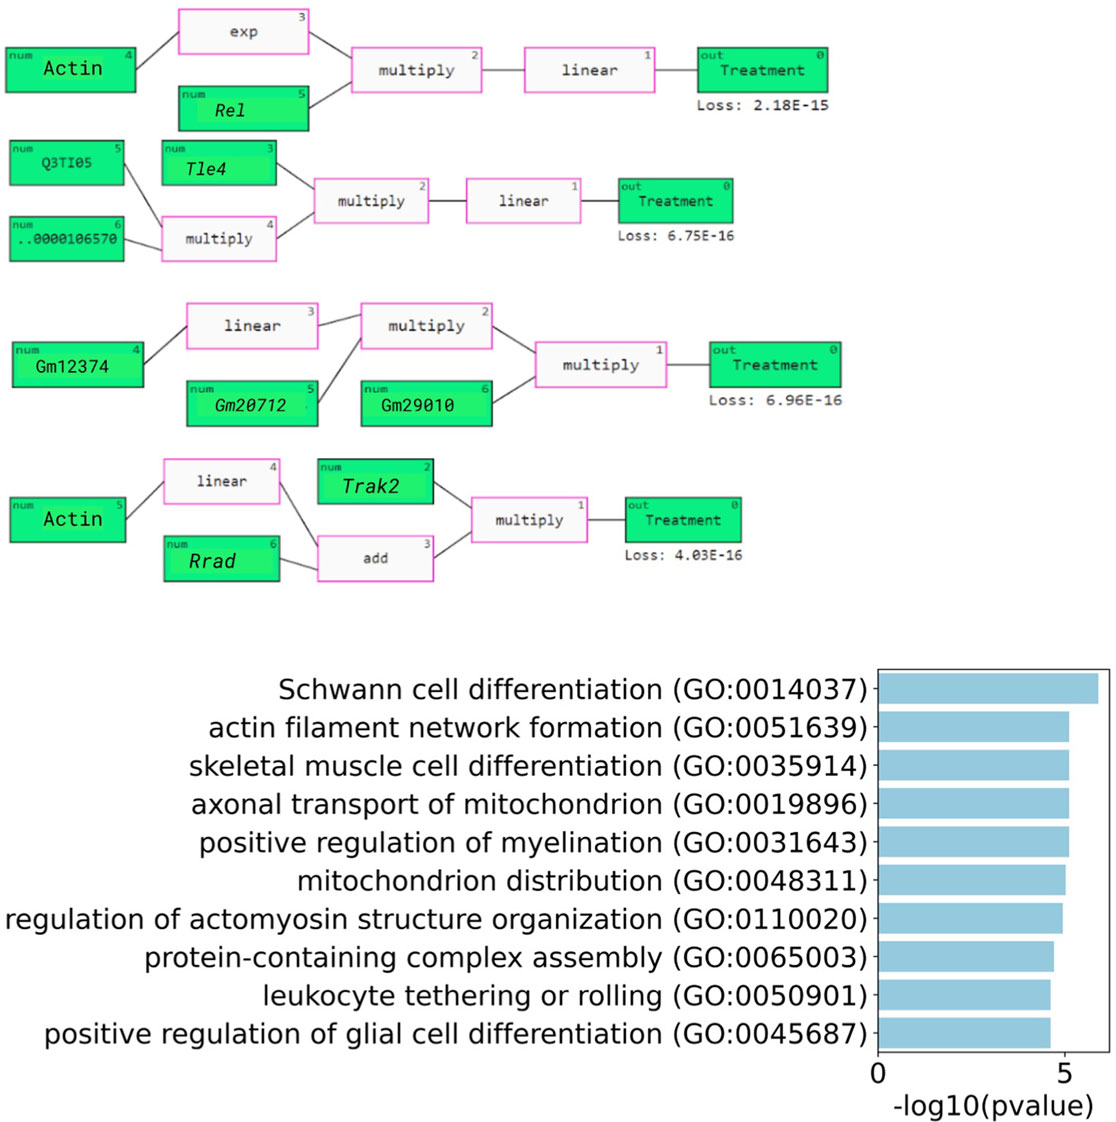 num 4 Actin
exp 3
num 5 Rel
multiply 2
linear 1
out 0 Treatment
Loss: 2.18E-15
num 5 Q3TI05
num 3 Tle4
num 6 ..0000106570
multiply 4
multiply 2
linear 1
out 0 Treatment
Loss: 6.75E-16
num 4 Gm12374
linear 3
num 5 Gm20712
multiply 2
num 6 Gm29010
multiply 1
out 0 Treatment
Loss: 6.96E-16
num 5 Actin
linear 4
num 6 Rrad
num 2 Trak2
add 3
multiply 1
out 0 Treatment
Loss: 4.03E-16
Schwann cell differentiation (GO:0014037)
actin filament network formation (GO:0051639)
skeletal muscle cell differentiation (GO:0035914)
axonal transport of mitochondrion (GO:0019896)
positive regulation of myelination (GO:0031643)
mitochondrion distribution (GO:0048311)
regulation of actomyosin structure organization (GO:0110020)
protein-containing complex assembly (GO:0065003)
leukocyte tethering or rolling (GO:0050901)
positive regulation of glial cell differentiation (GO:0045687)
0 5
-log10(pvalue)